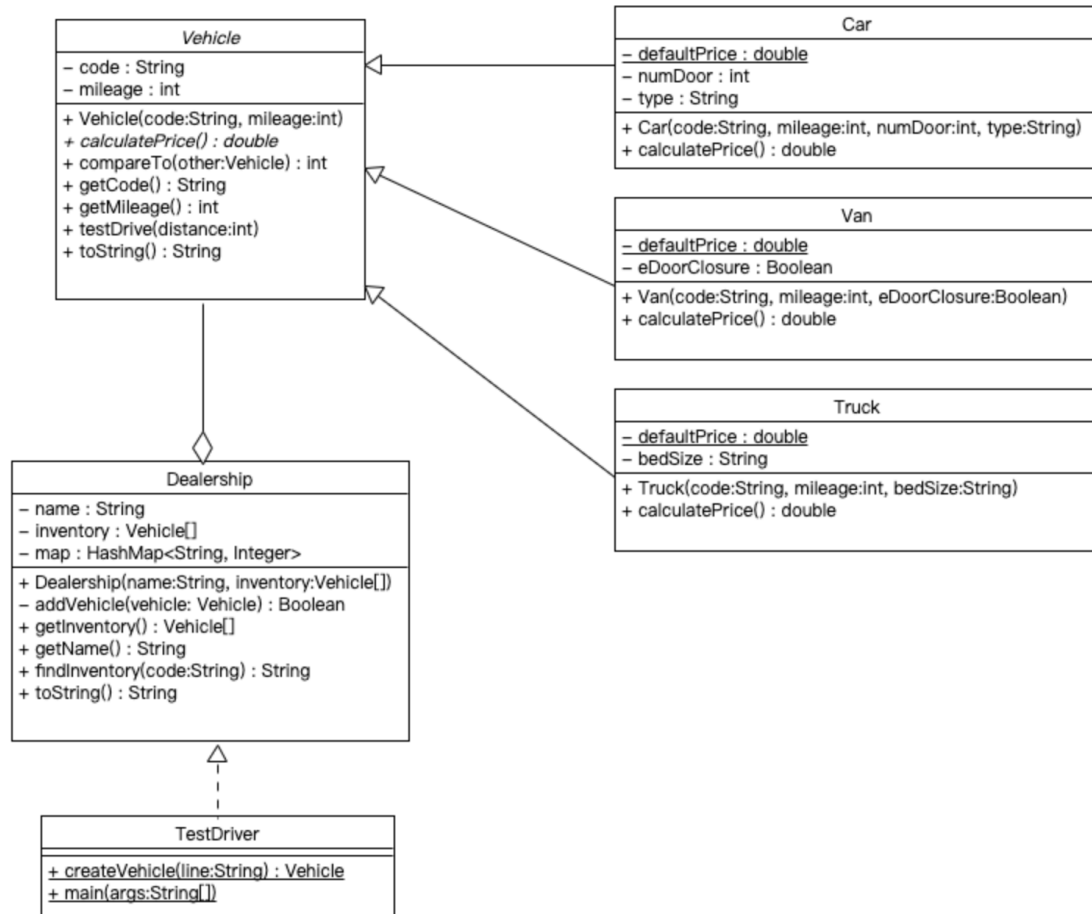 Vehicle
– code : String
– mileage : int
+ Vehicle(code:String, mileage:int)
+ calculatePrice() : double
+ compareTo(other:Vehicle) : int
+ getCode() : String
+ getMileage() : int
+ testDrive(distance:int)
+ toString() : String
Car
– defaultPrice : double
– numDoor : int
– type : String
+ Car(code:String, mileage:int, numDoor:int, type:String)
+ calculatePrice() : double
Van
– defaultPrice : double
– eDoorClosure : Boolean
+ Van(code:String, mileage:int, eDoorClosure:Boolean)
+ calculatePrice() : double
Truck
– defaultPrice : double
– bedSize : String
+ Truck(code:String, mileage:int, bedSize:String)
+ calculatePrice() : double
Dealership
– name : String
– inventory : Vehicle[]
– map : HashMap<String, Integer>
+ Dealership(name:String, inventory:Vehicle[])
– addVehicle(vehicle: Vehicle) : Boolean
+ getInventory() : Vehicle[]
+ getName() : String
+ findInventory(code:String) : String
+ toString() : String
TestDriver
+ createVehicle(line:String) : Vehicle
+ main(args:String[])